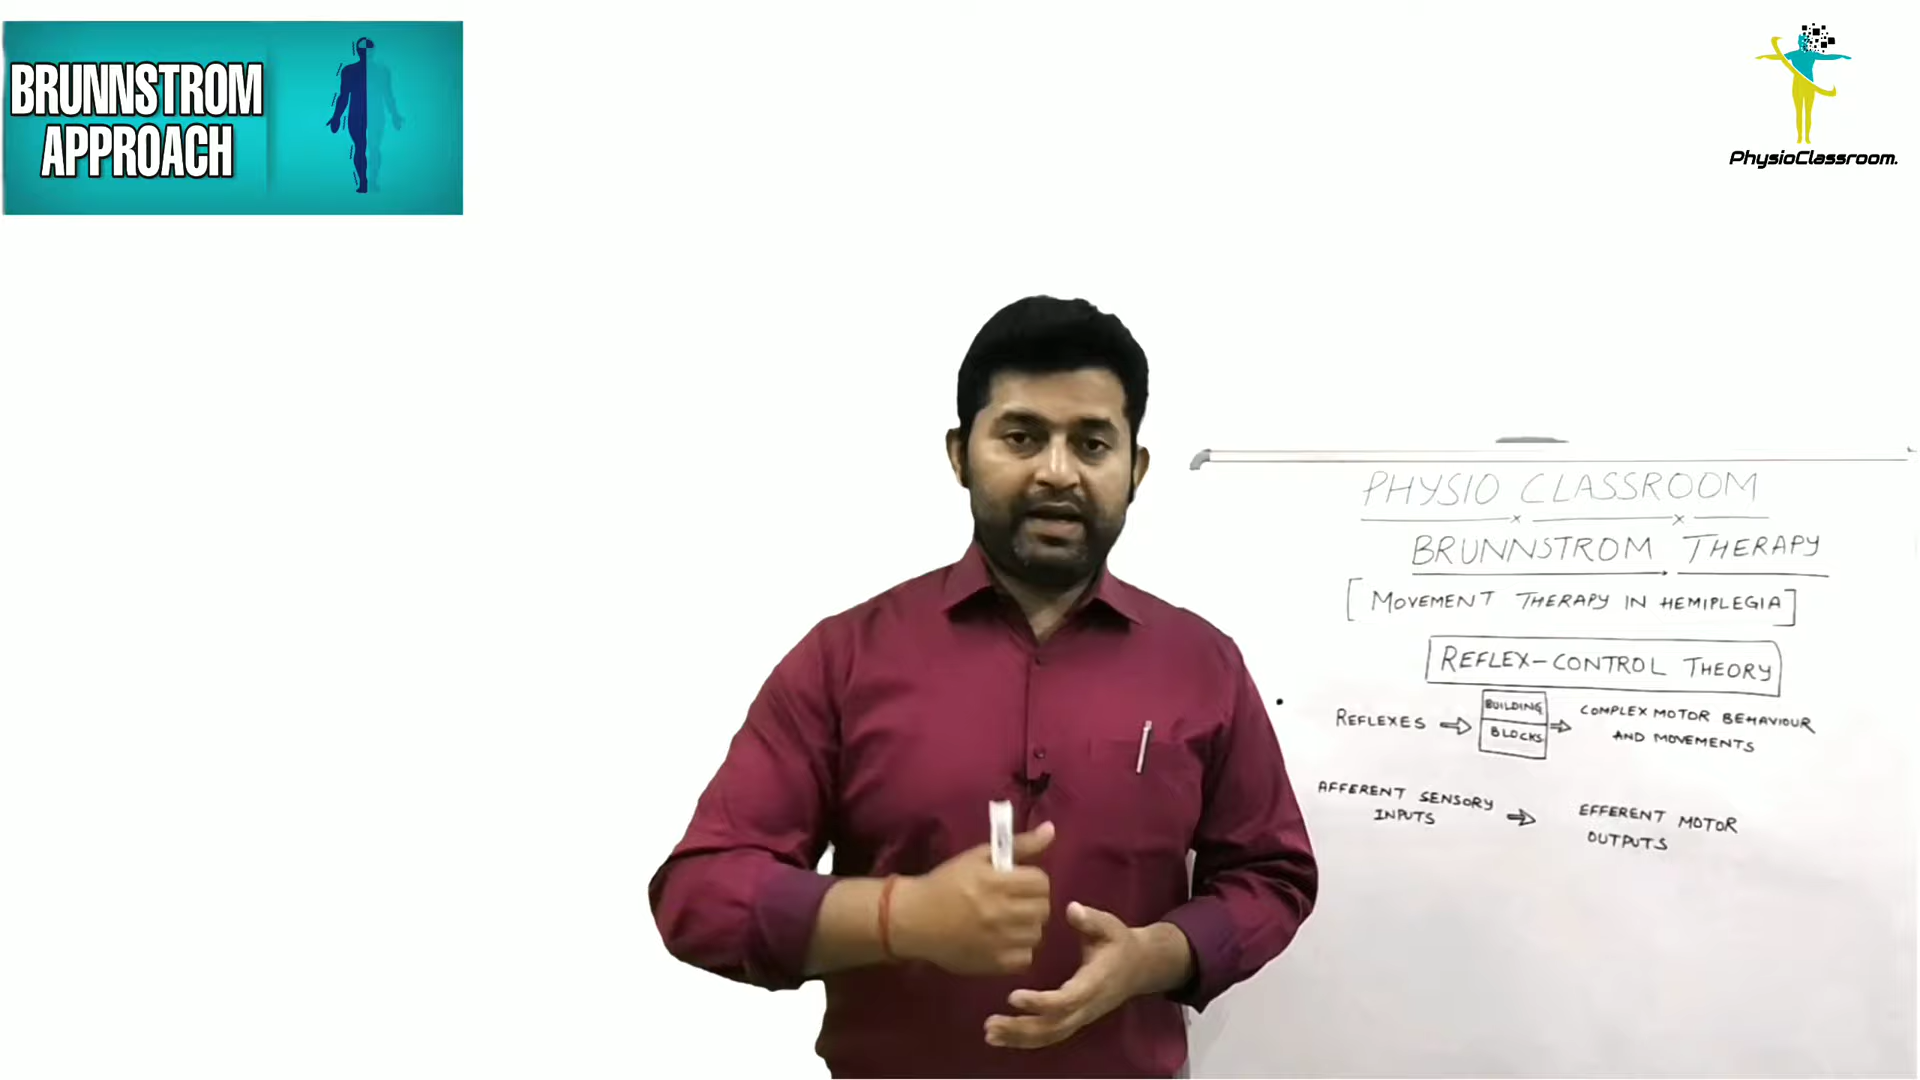 BRUNNSTROM
APPROACH
PhysioClassroom.
PHYSIO CLASSROOM
BRUNNSTROM THERAPY
[MOVEMENT THERAPY IN HEMIPLEGIA]
REFLEX-CONTROL THEORY
REFLEXES ⇒ BUILDING BLOCKS ⇒ COMPLEX MOTOR BEHAVIOUR
AND MOVEMENTS
AFFERENT SENSORY
INPUTS ⇒
EFFERENT MOTOR
OUTPUTS